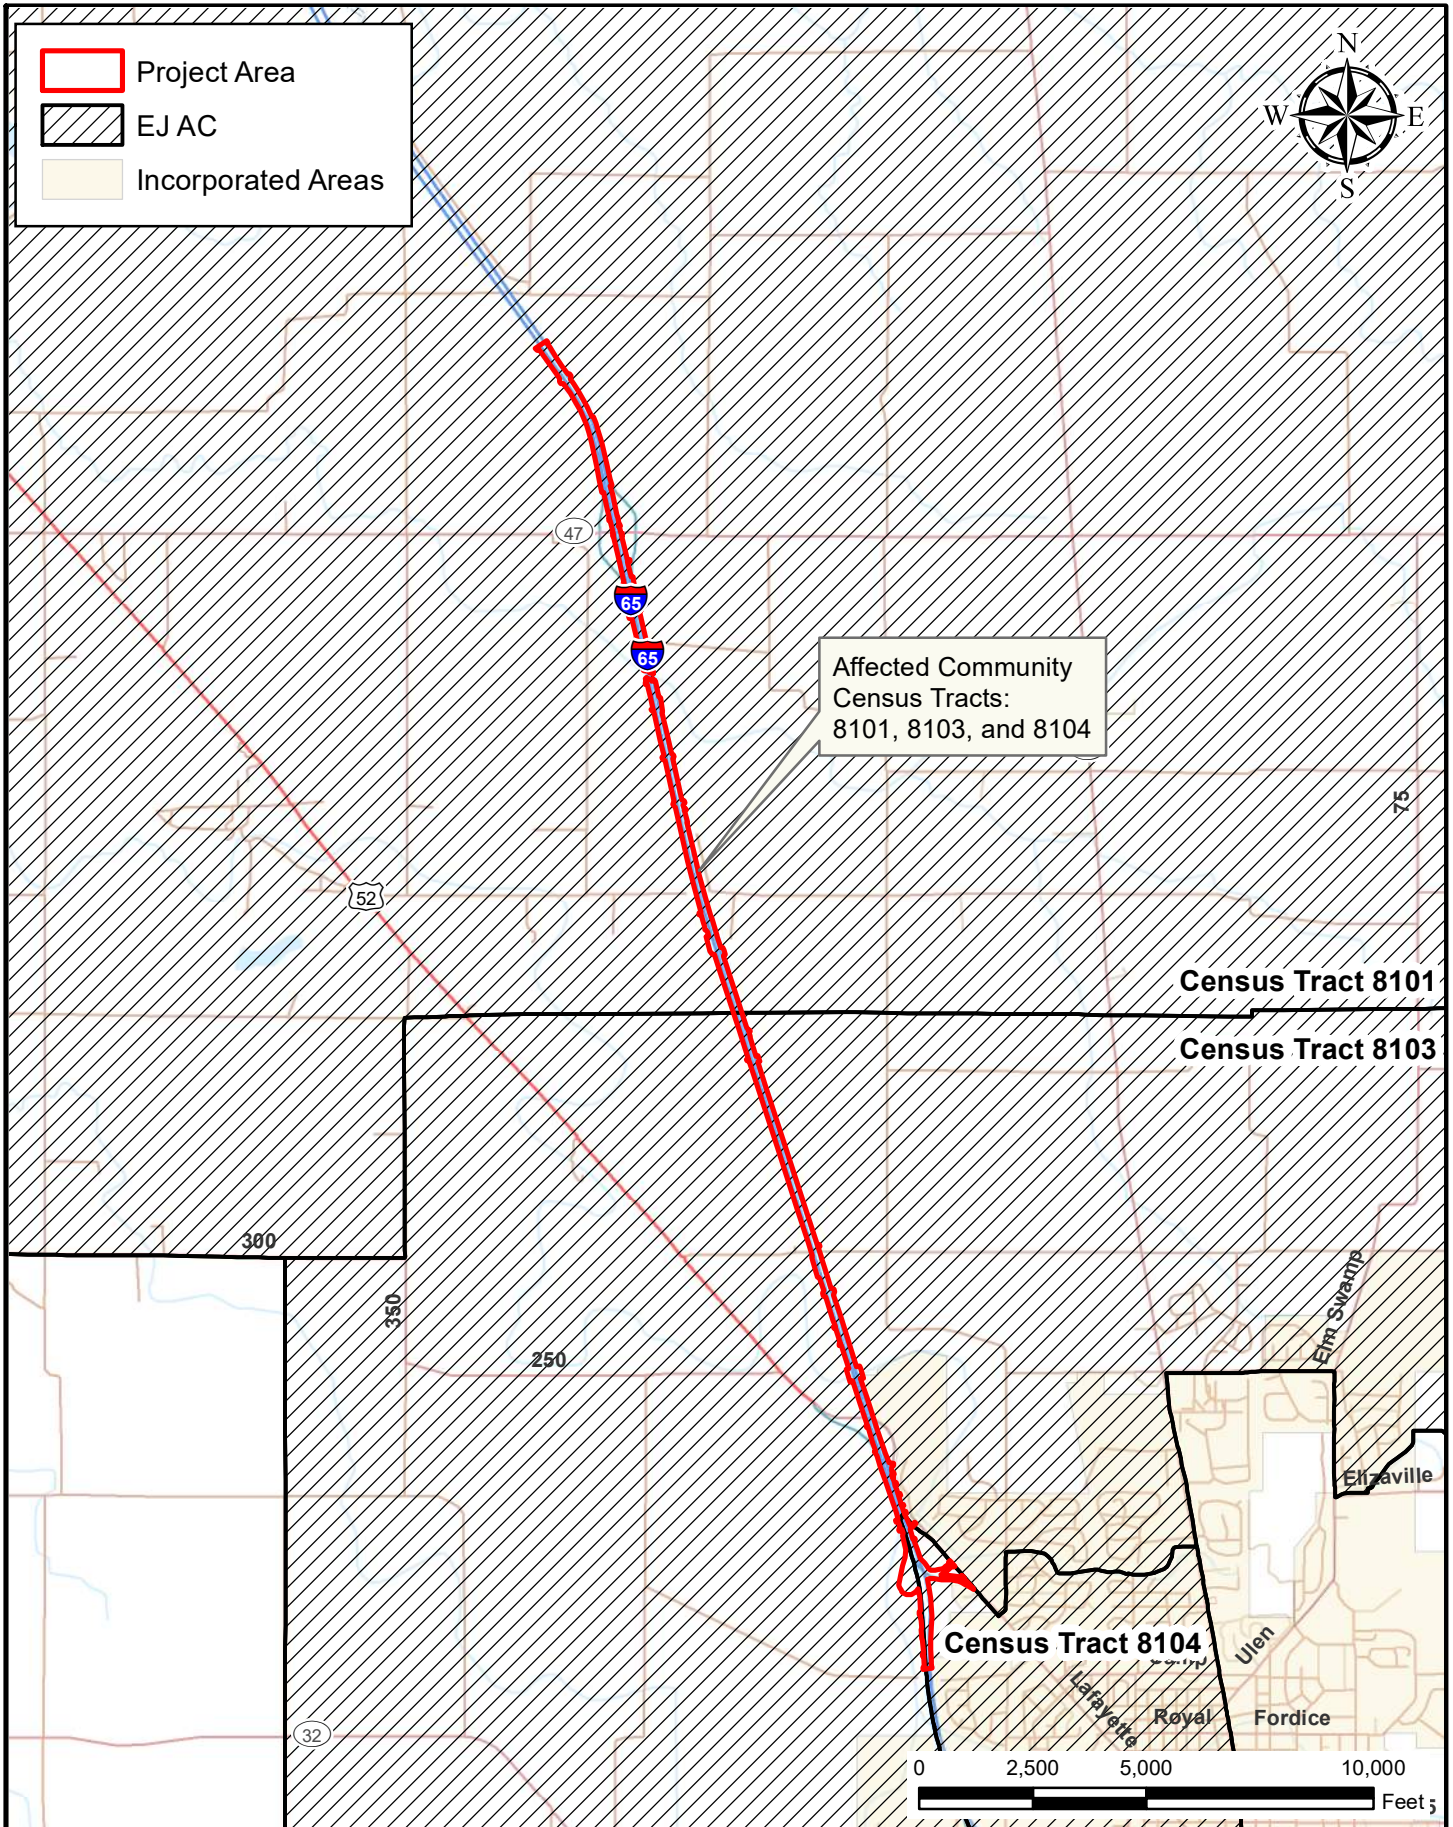 Project Area
EJ AC
Incorporated Areas
N
W
E
S
47
65
65
Affected Community
Census Tracts:
8101, 8103, and 8104
75
52
Census Tract 8101
Census Tract 8103
300
350
250
Elm Swamp
Elizaville
Census Tract 8104
Ulen
Lafayette
Royal
Fordice
32
0
2,500
5,000
10,000
Feet